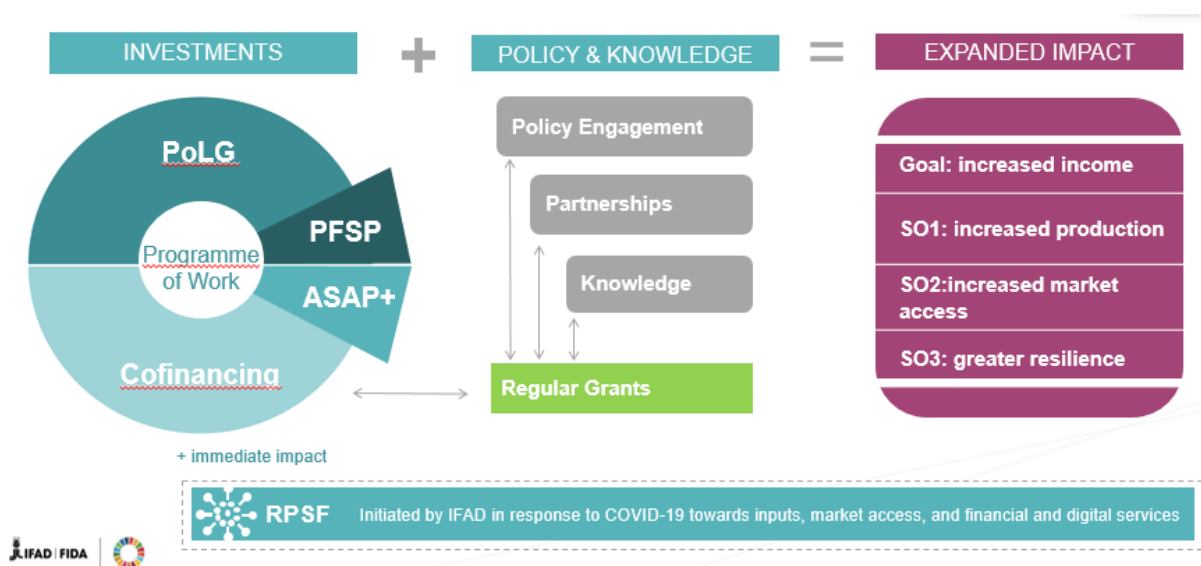 INVESTMENTS
+
POLICY & KNOWLEDGE
=
EXPANDED IMPACT
PoLG
PFSP
Programme
of Work
ASAP+
Cofinancing
Policy Engagement
Partnerships
Knowledge
Regular Grants
Goal: increased income
SO1: increased production
SO2:increased market
access
SO3: greater resilience
+ immediate impact
RPSF
Initiated by IFAD in response to COVID-19 towards inputs, market access, and financial and digital services
IFAD | FIDA